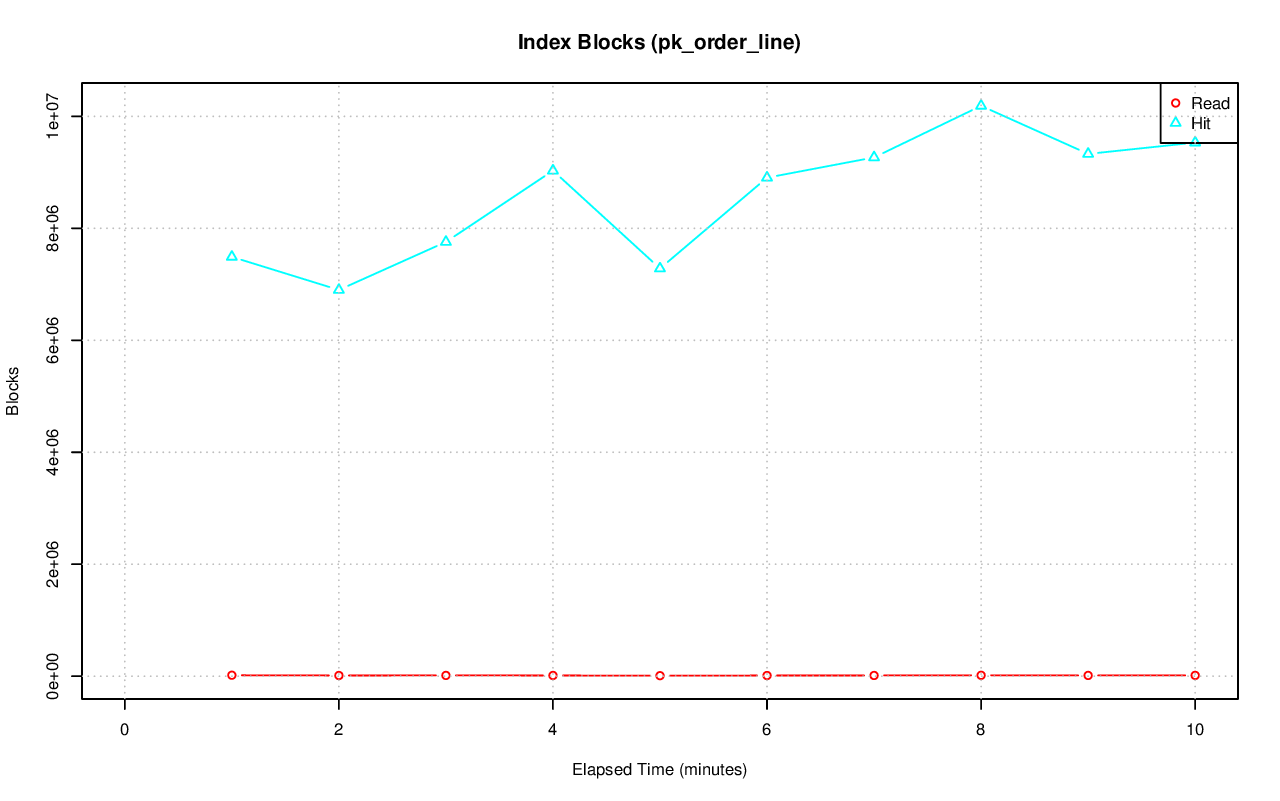 Index Blocks (pk_order_line)
Read
Hit
Blocks
1e+07
8e+06
6e+06
4e+06
2e+06
0e+00
0 2 4 6 8 10
Elapsed Time (minutes)